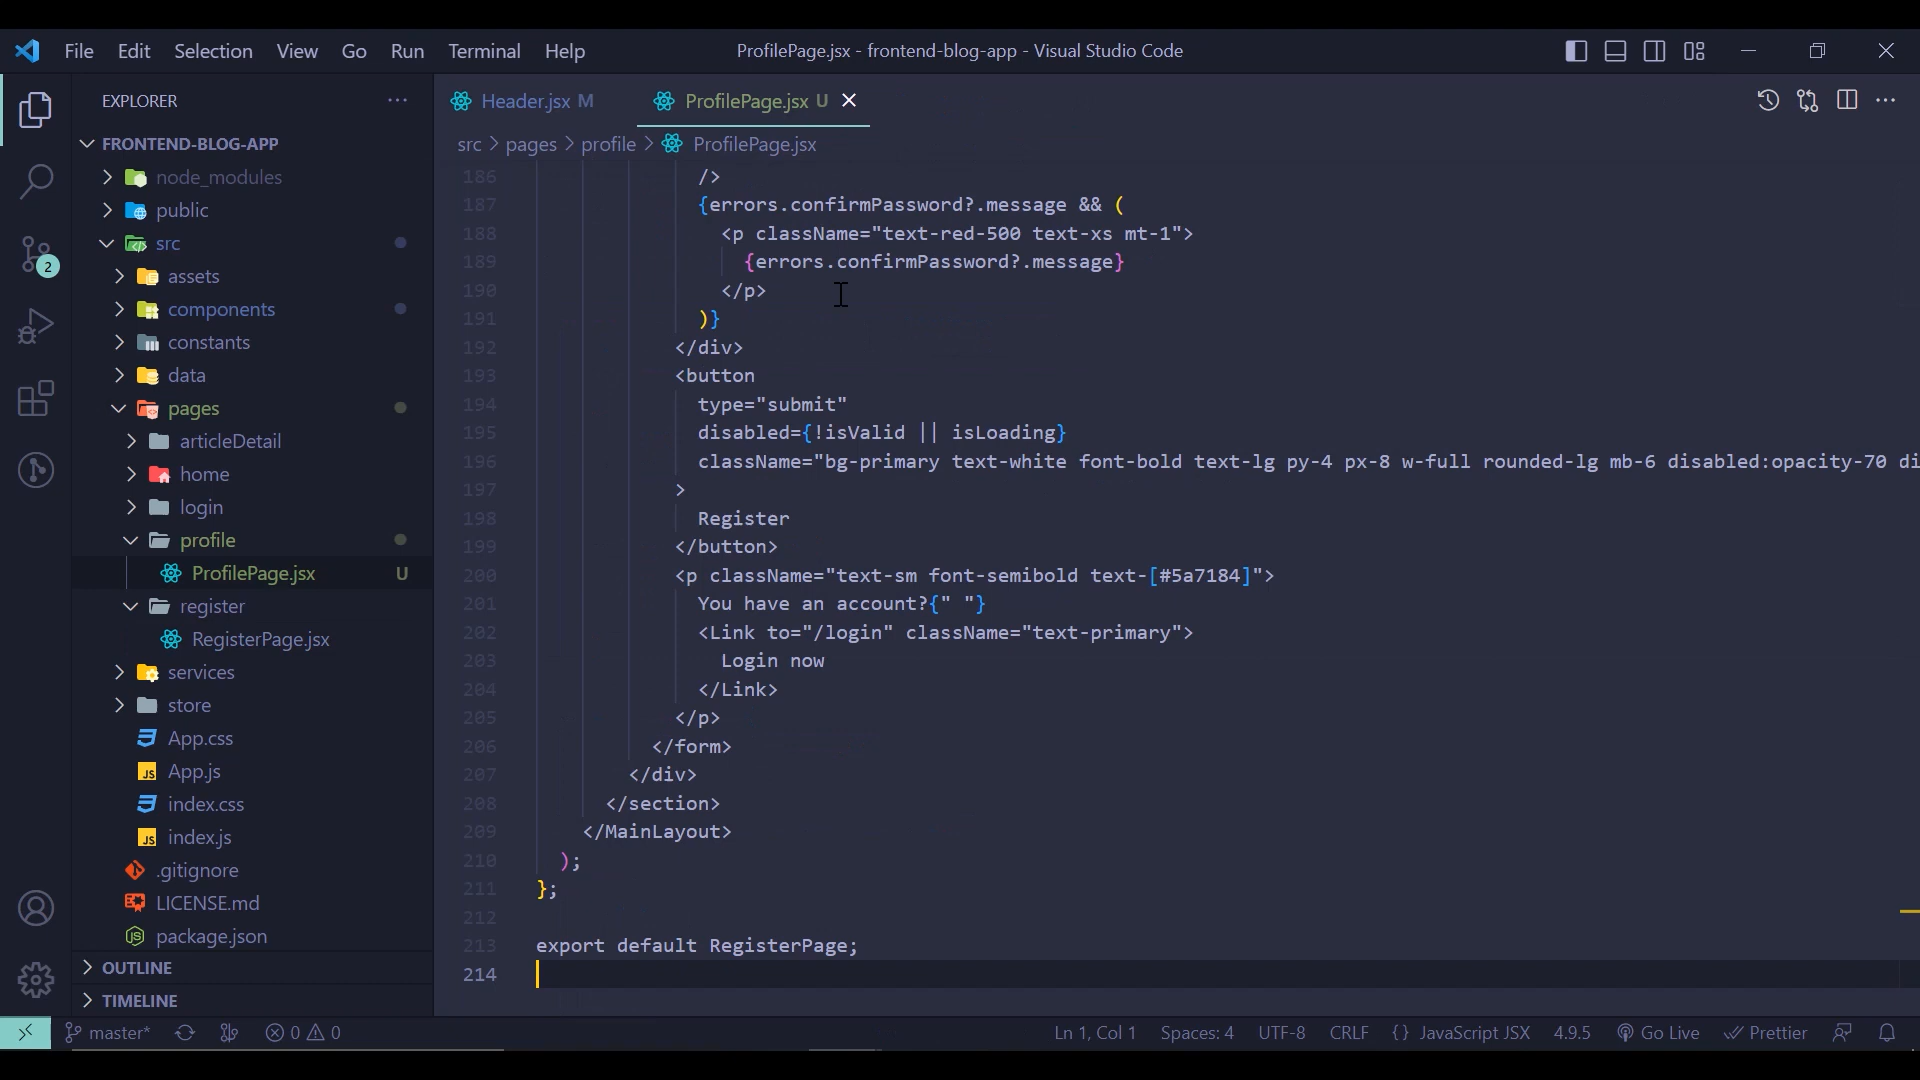 File Edit Selection View Go Run Terminal Help
ProfilePage.jsx - frontend-blog-app - Visual Studio Code
EXPLORER
FRONTEND-BLOG-APP
node_modules
public
src
assets
components
constants
data
pages
articleDetail
home
login
profile
ProfilePage.jsx U
register
RegisterPage.jsx
services
store
App.css
JS App.js
index.css
JS index.js
.gitignore
LICENSE.md
package.json
OUTLINE
TIMELINE
2
Header.jsx M ProfilePage.jsx U
src > pages > profile > ProfilePage.jsx
186 />
187 {errors.confirmPassword?.message && (
188 <p className="text-red-500 text-xs mt-1">
189 {errors.confirmPassword?.message}
190 </p>
191 )}
192 </div>
193 <button
194 type="submit"
195 disabled={!isValid || isLoading}
196 className="bg-primary text-white font-bold text-lg py-4 px-8 w-full rounded-lg mb-6 disabled:opacity-70 di
197 >
198 Register
199 </button>
200 <p className="text-sm font-semibold text-[#5a7184]">
201 You have an account?{" "}
202 <Link to="/login" className="text-primary">
203 Login now
204 </Link>
205 </p>
206 </form>
207 </div>
208 </section>
209 </MainLayout>
210 );
211 };
212
213 export default RegisterPage;
214
master* 0 0 Ln 1, Col 1 Spaces: 4 UTF-8 CRLF {} JavaScript JSX 4.9.5 Go Live Prettier